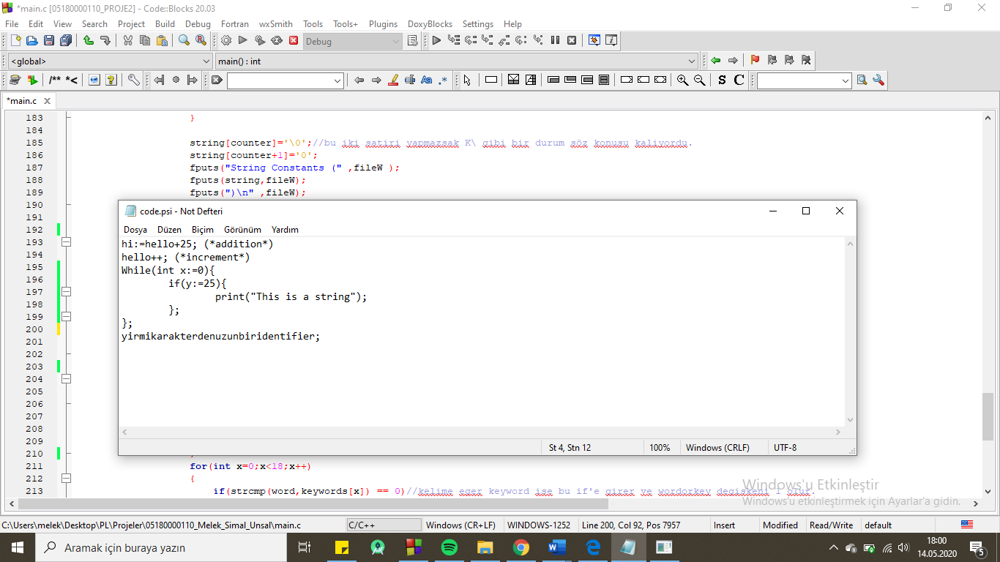 *main.c [05180000110_PROJE2] - Code::Blocks 20.03
File Edit View Search Project Build Debug Fortran wxSmith Tools Tools+ Plugins DoxyBlocks Settings Help
Debug
<global> main() : int
/** *< Aa .* S C
*main.c
183 }
184
185 string[counter]='\0';//bu iki satiri yapmazsak K\ gibi bir durum söz konusu kaliyordu.
186 string[counter+1]='0';
187 fputs("String Constants (" ,fileW );
188 fputs(string,fileW);
189 fputs(")\n" ,fileW);
190
191
192
193
194
195
196
197
198
199
200
201
202
203
204
205
206
207
208
209
210
code.psi - Not Defteri
Dosya Düzen Biçim Görünüm Yardım
hi:=hello+25; (*addition*)
hello++; (*increment*)
While(int x:=0){
if(y:=25){
print("This is a string");
};
};
yirmikarakterdenuzunbiridentifier;
St 4, Stn 12 100% Windows (CRLF) UTF-8
211 for(int x=0;x<18;x++)
212 {
213 if(strcmp(word,keywords[x]) == 0)//kelime eger keyword ise bu if'e girer ve wordorkey degiskeni 1 olur.
Windows'u Etkinleştir
Windows'u etkinleştirmek için Ayarlar'a gidin.
C:\Users\melek\Desktop\PL\Projeler\05180000110_Melek_Simal_Unsal\main.c C/C++ Windows (CR+LF) WINDOWS-1252 Line 200, Col 92, Pos 7957 Insert Modified Read/Write default
Aramak için buraya yazın
18:00
14.05.2020
5